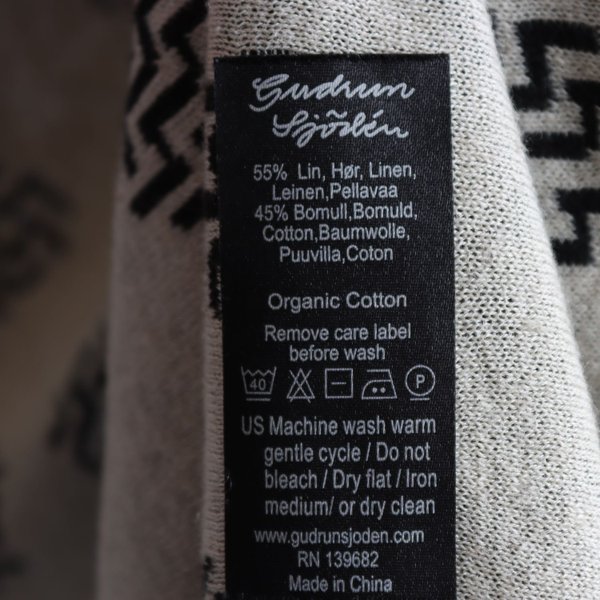 Gudrun
Sjödén
55% Lin, Hør, Linen,
Leinen,Pellavaa
45% Bomull,Bomuld,
Cotton,Baumwolle,
Puuvilla,Coton
Organic Cotton
Remove care label
before wash
40 P
US Machine wash warm
gentle cycle / Do not
bleach / Dry flat / Iron
medium/ or dry clean
www.gudrunsjoden.com
RN 139682
Made in China